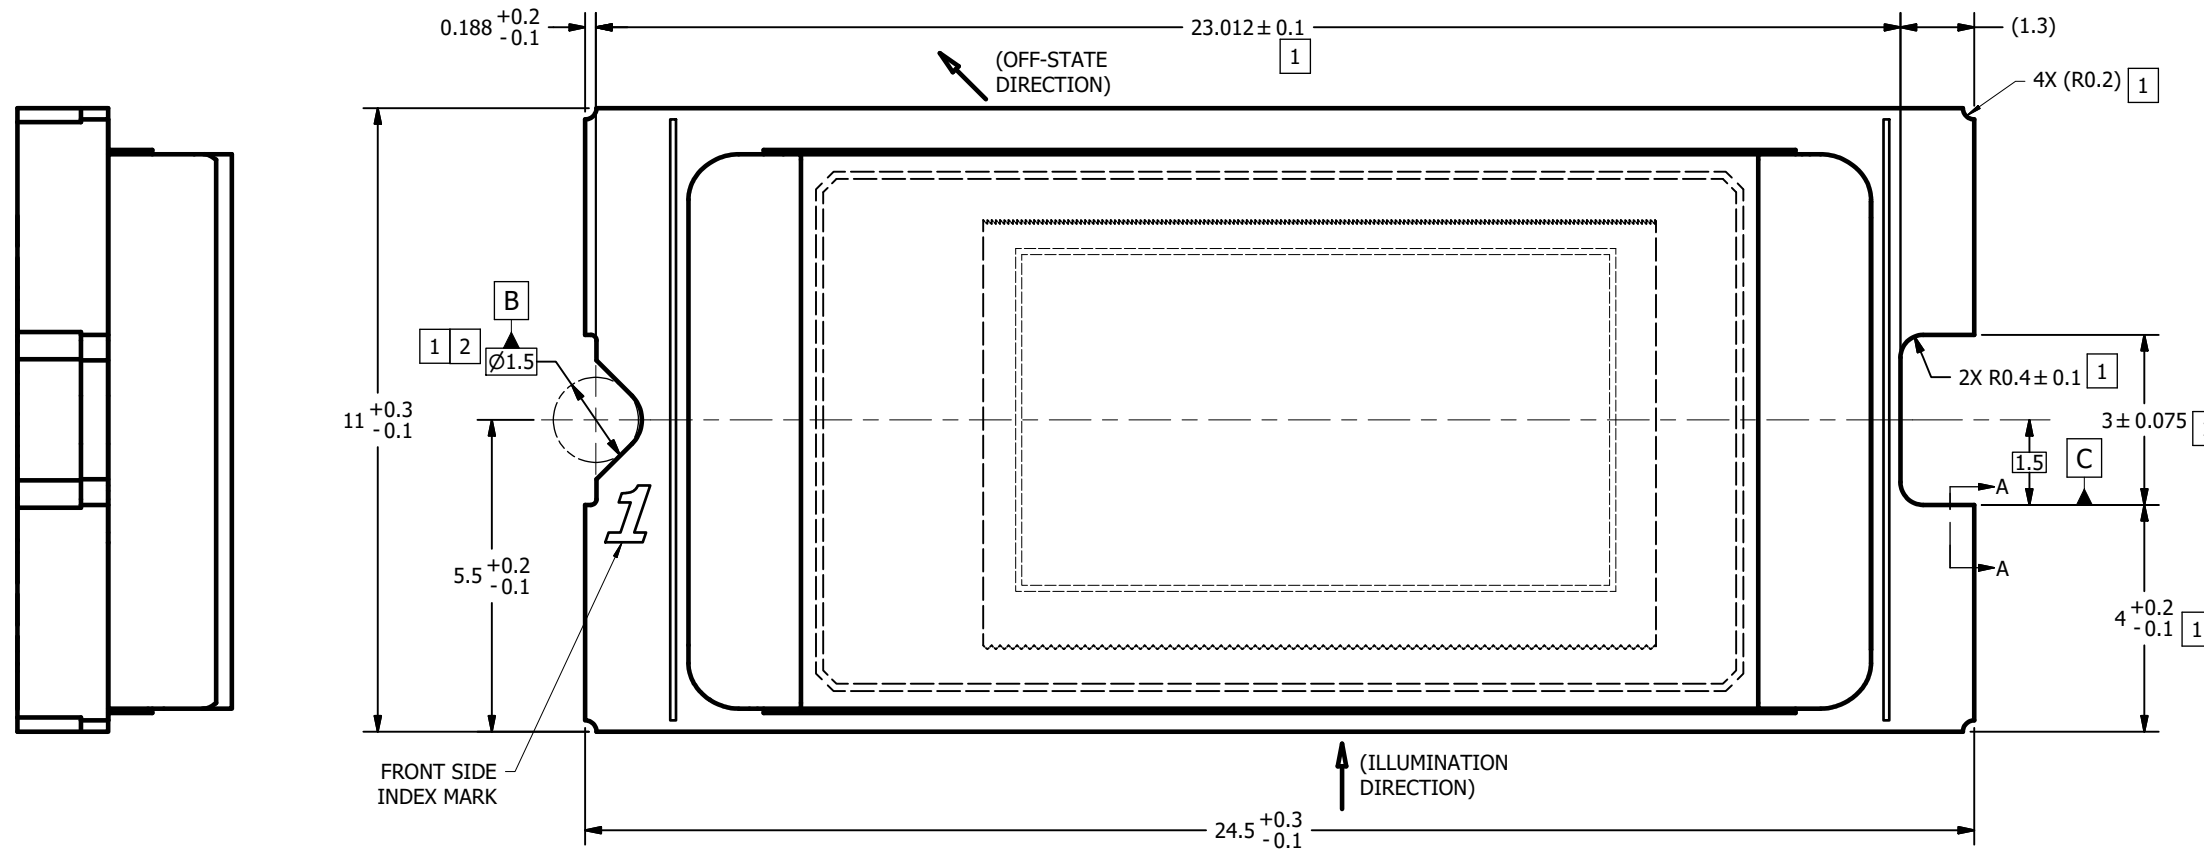 0.188 +0.2 -0.1
23.012 ± 0.1
1
(1.3)
(OFF-STATE
DIRECTION)
4X (R0.2) 1
B
1 2
Ø1.5
2X R0.4 ± 0.1 1
11 +0.3 -0.1
3 ± 0.075
1.5
C
A
A
1
5.5 +0.2 -0.1
4 +0.2 -0.1 1
FRONT SIDE
INDEX MARK
(ILLUMINATION
DIRECTION)
24.5 +0.3 -0.1